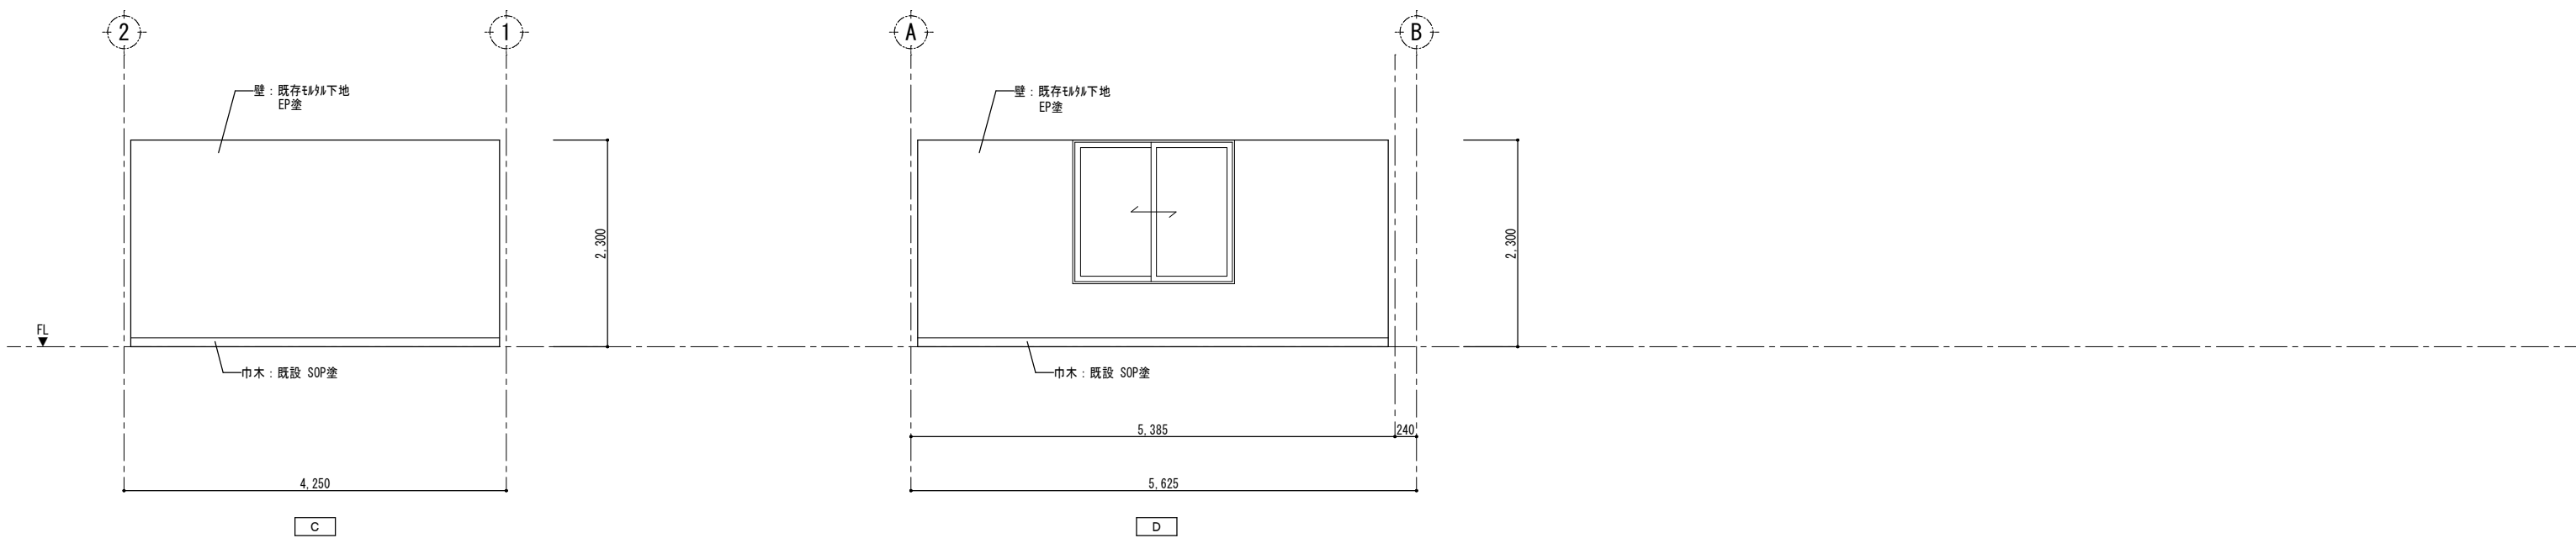 2
1
A
B
壁：既存ﾓﾙﾀﾙ下地
EP塗
壁：既存ﾓﾙﾀﾙ下地
EP塗
2,300
2,300
FL
巾木：既設 SOP塗
巾木：既設 SOP塗
5,385
240
4,250
5,625
C
D